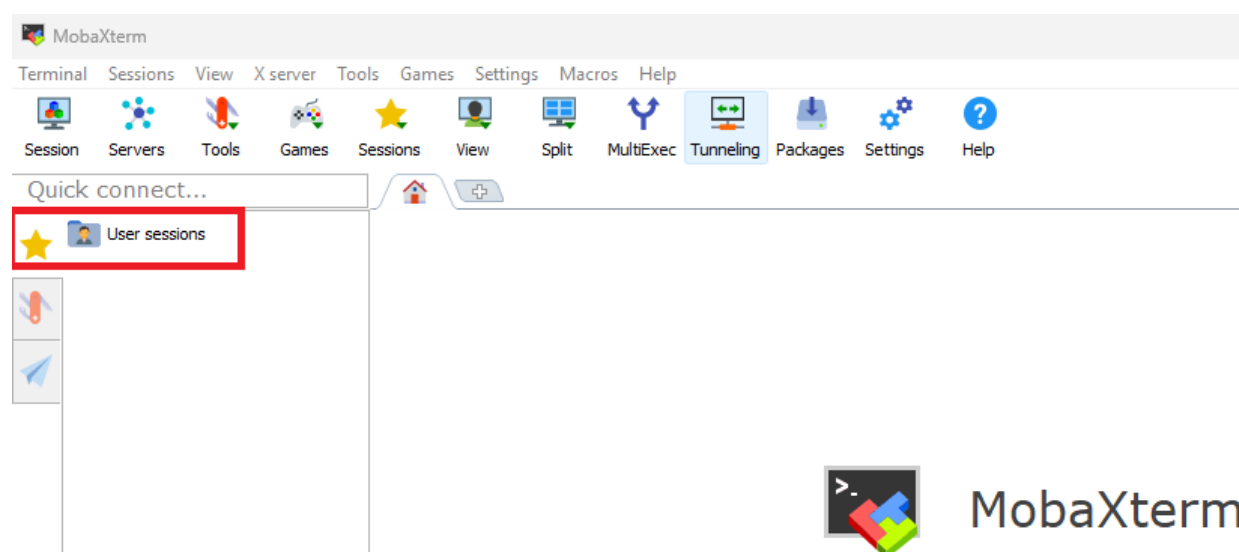 MobaXterm
Terminal Sessions View X server Tools Games Settings Macros Help
Session Servers Tools Games Sessions View Split MultiExec Tunneling Packages Settings Help
Quick connect...
User sessions
>_
MobaXterm